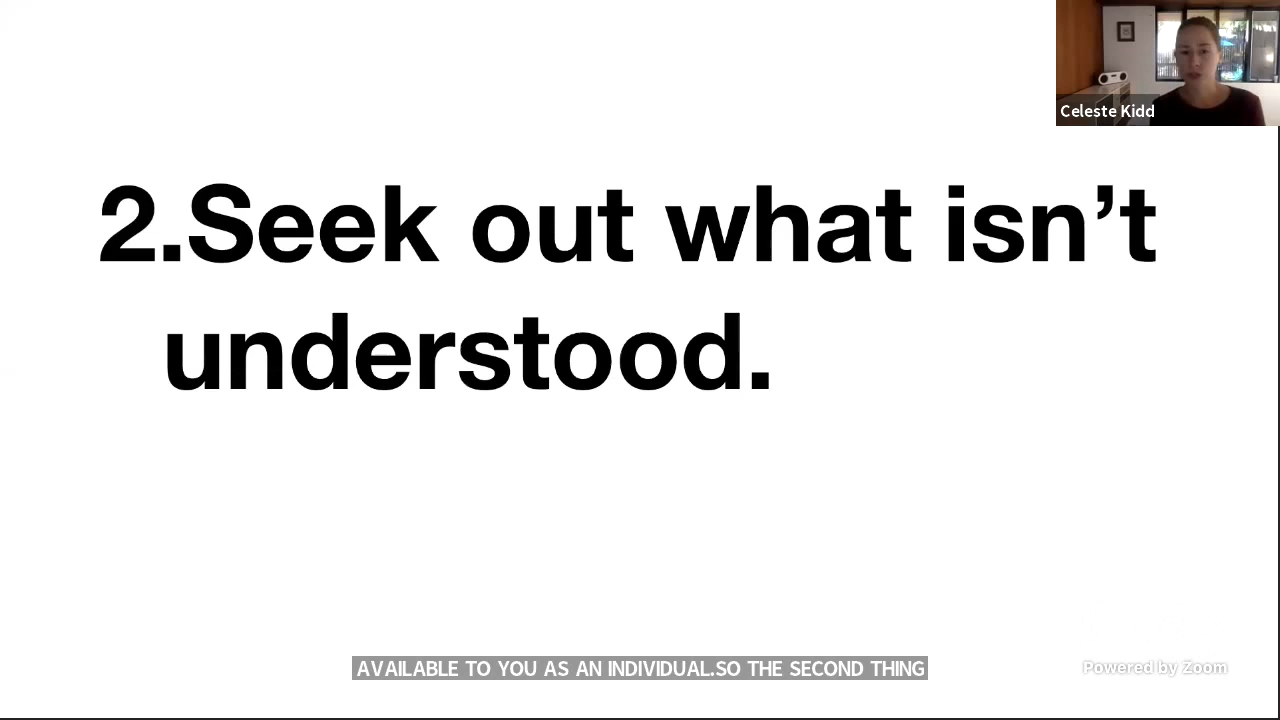 Celeste Kidd
2.Seek out what isn’t
understood.
AVAILABLE TO YOU AS AN INDIVIDUAL.SO THE SECOND THING
Powered by Zoom